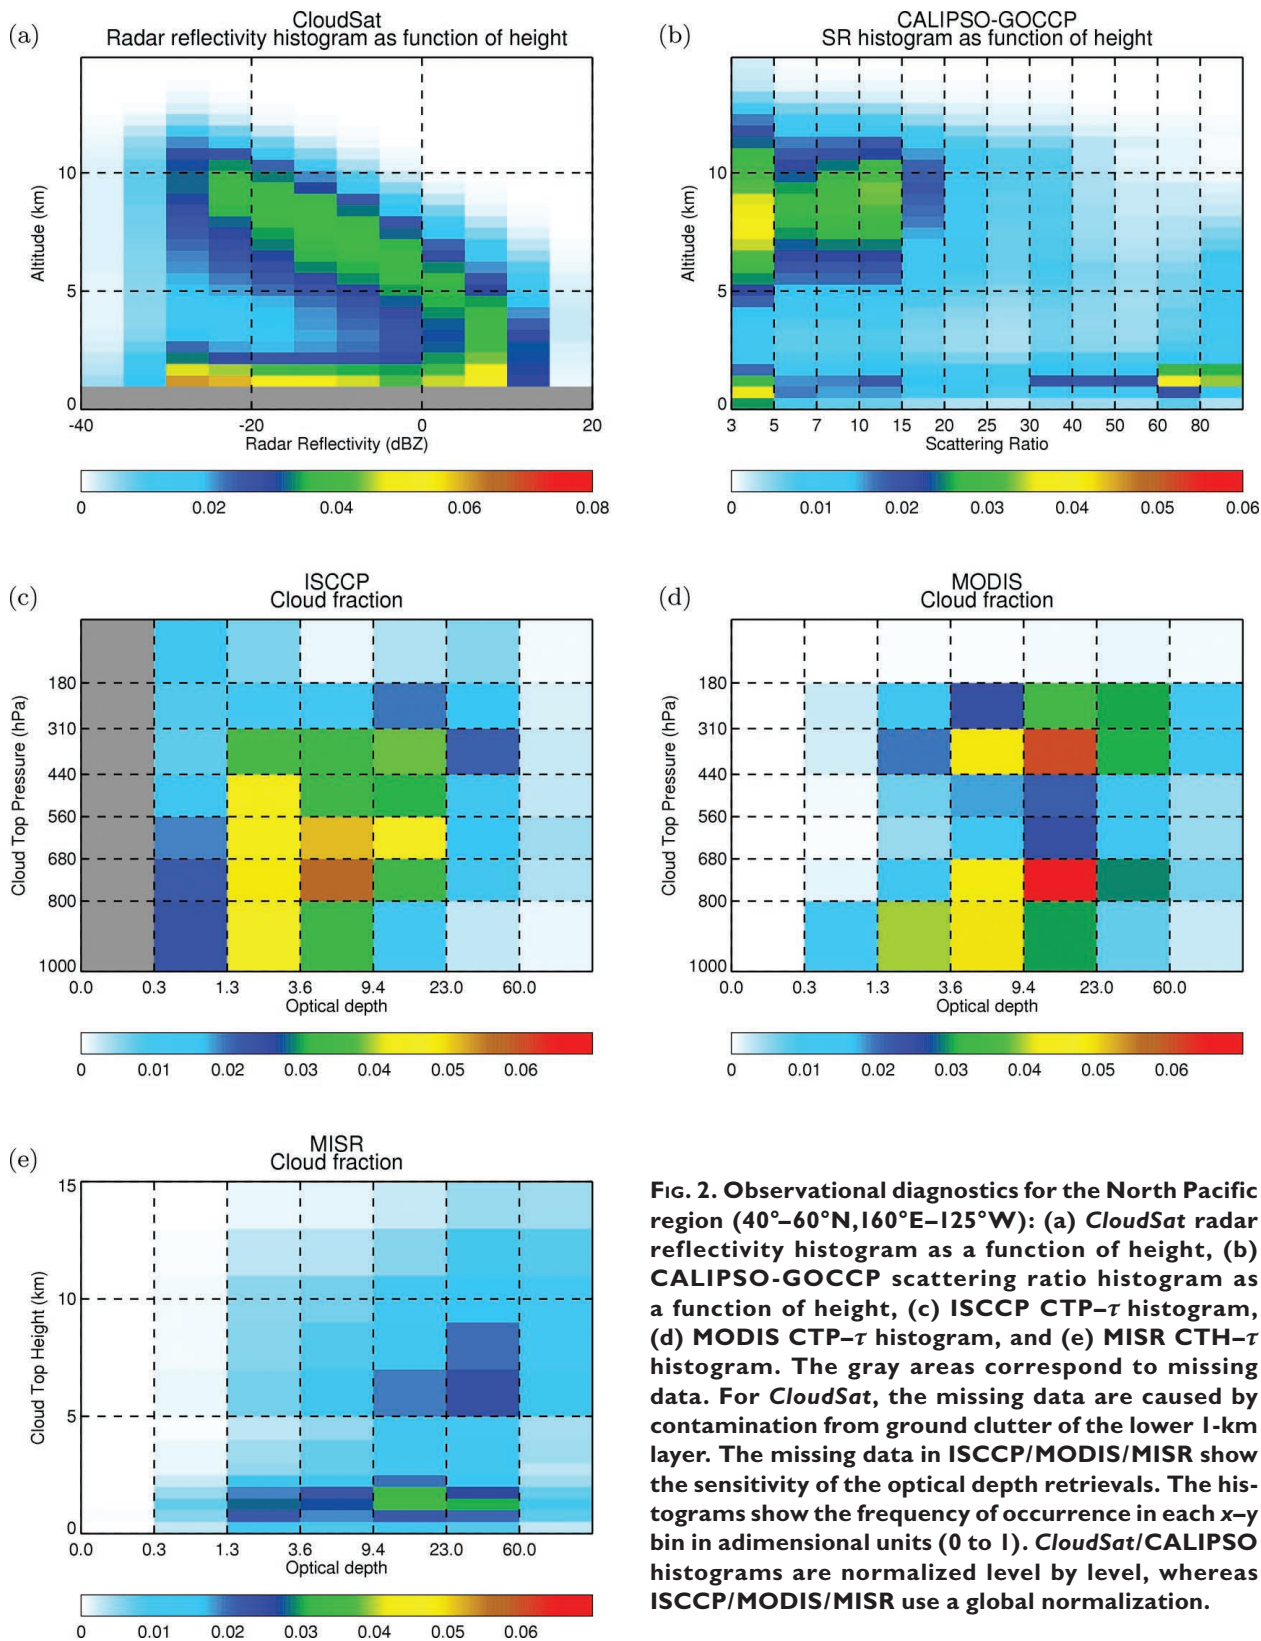 (a)
CloudSat
Radar reflectivity histogram as function of height
Altitude (km)
10
5
0
-40
-20
0
20
Radar Reflectivity (dBZ)
0
0.02
0.04
0.06
0.08
(b)
CALIPSO-GOCCP
SR histogram as function of height
Altitude (km)
10
5
0
3
5
7
10
15
20
25
30
40
50
60
80
Scattering Ratio
0
0.01
0.02
0.03
0.04
0.05
0.06
(c)
ISCCP
Cloud fraction
Cloud Top Pressure (hPa)
180
310
440
560
680
800
1000
0.0
0.3
1.3
3.6
9.4
23.0
60.0
Optical depth
0
0.01
0.02
0.03
0.04
0.05
0.06
(d)
MODIS
Cloud fraction
Cloud Top Pressure (hPa)
180
310
440
560
680
800
1000
0.0
0.3
1.3
3.6
9.4
23.0
60.0
Optical depth
0
0.01
0.02
0.03
0.04
0.05
0.06
(e)
MISR
Cloud fraction
Cloud Top Height (km)
15
10
5
0
0.0
0.3
1.3
3.6
9.4
23.0
60.0
Optical depth
0
0.01
0.02
0.03
0.04
0.05
0.06
FIG. 2. Observational diagnostics for the North Pacific
region (40°–60°N,160°E–125°W): (a) CloudSat radar
reflectivity histogram as a function of height, (b)
CALIPSO-GOCCP scattering ratio histogram as
a function of height, (c) ISCCP CTP–τ histogram,
(d) MODIS CTP–τ histogram, and (e) MISR CTH–τ
histogram. The gray areas correspond to missing
data. For CloudSat, the missing data are caused by
contamination from ground clutter of the lower 1-km
layer. The missing data in ISCCP/MODIS/MISR show
the sensitivity of the optical depth retrievals. The his-
tograms show the frequency of occurrence in each x–y
bin in adimensional units (0 to 1). CloudSat/CALIPSO
histograms are normalized level by level, whereas
ISCCP/MODIS/MISR use a global normalization.